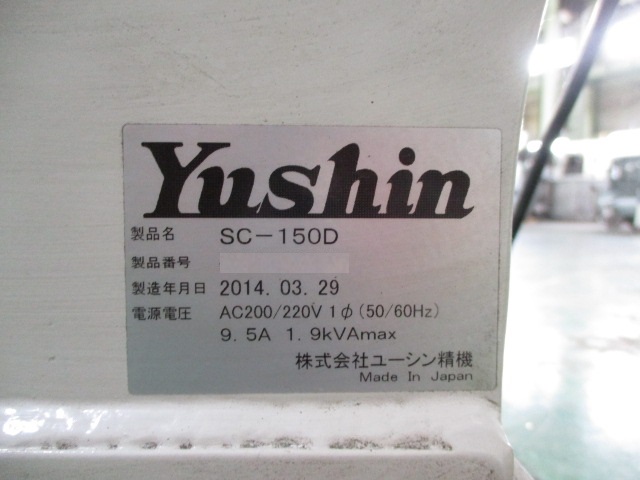 Yushin
製品名 SC-150D
製品番号
製造年月日 2014. 03. 29
電源電圧 AC200/220V 1φ (50/60Hz)
9. 5A 1. 9kVAmax
株式会社ユーシン精機
Made In Japan